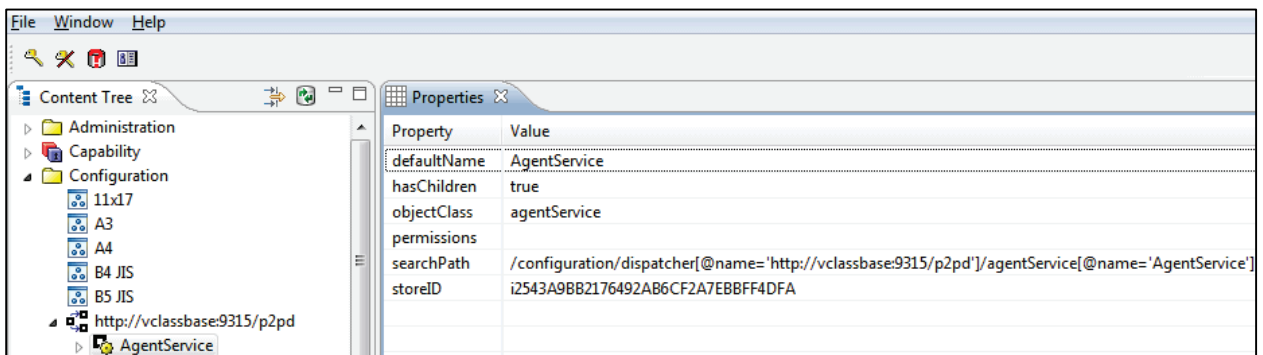 File Window Help
Content Tree
Administration
Capability
Configuration
11x17
A3
A4
B4 JIS
B5 JIS
http://vclassbase:9315/p2pd
AgentService
Properties
Property Value
defaultName AgentService
hasChildren true
objectClass agentService
permissions
searchPath /configuration/dispatcher[@name='http://vclassbase:9315/p2pd']/agentService[@name='AgentService']
storeID i2543A9BB2176492AB6CF2A7EBBFF4DFA